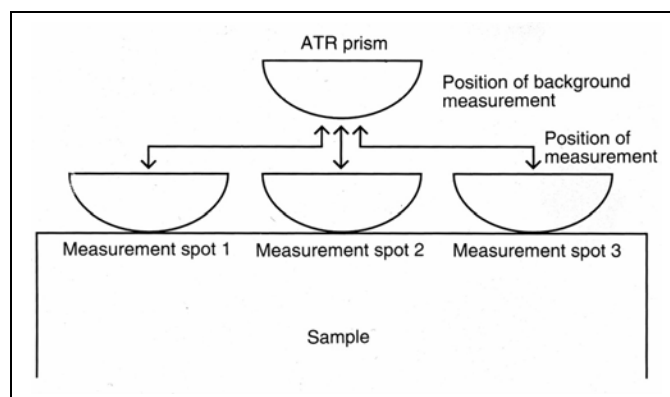 ATR prism
Position of background
measurement
Position of
measurement
Measurement spot 1
Measurement spot 2
Measurement spot 3
Sample